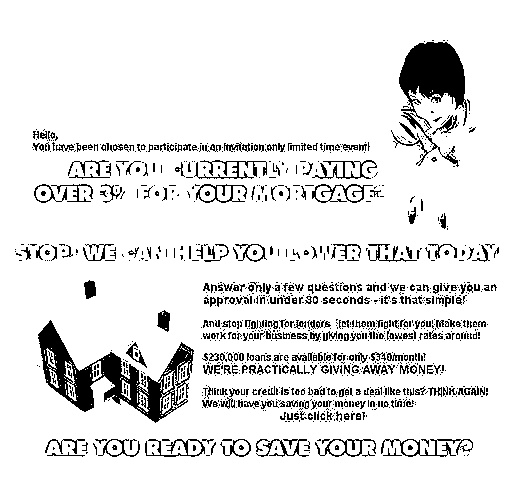 Hello,
You have been chosen to participate in an invitation only limited time event!
ARE YOU CURRENTLY PAYING
OVER 3% FOR YOUR MORTGAGE?
STOP! WE CAN HELP YOU LOWER THAT TODAY
Answer only a few questions and we can give you an
approval in under 30 seconds - it's that simple!
And stop fighting for lenders let them fight for you! Make them
work for your business by giving you the lowest rates around!
$230,000 loans are available for only $340/month!
WE'RE PRACTICALLY GIVING AWAY MONEY!
Think your credit is too bad to get a deal like this? THINK AGAIN!
We will have you saving your money in no time!
Just click here!
ARE YOU READY TO SAVE YOUR MONEY?